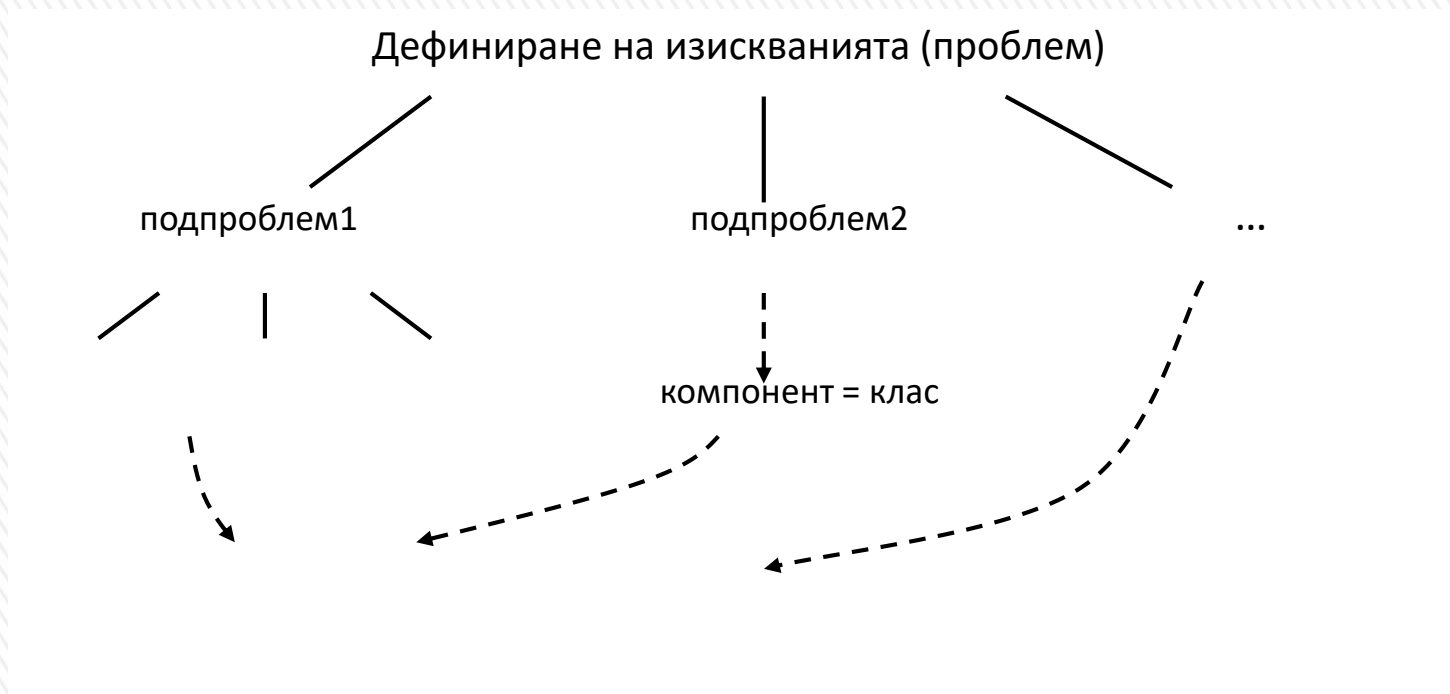 Дефиниране на изискванията (проблем)
подпроблем1 подпроблем2 ...
компонент = клас